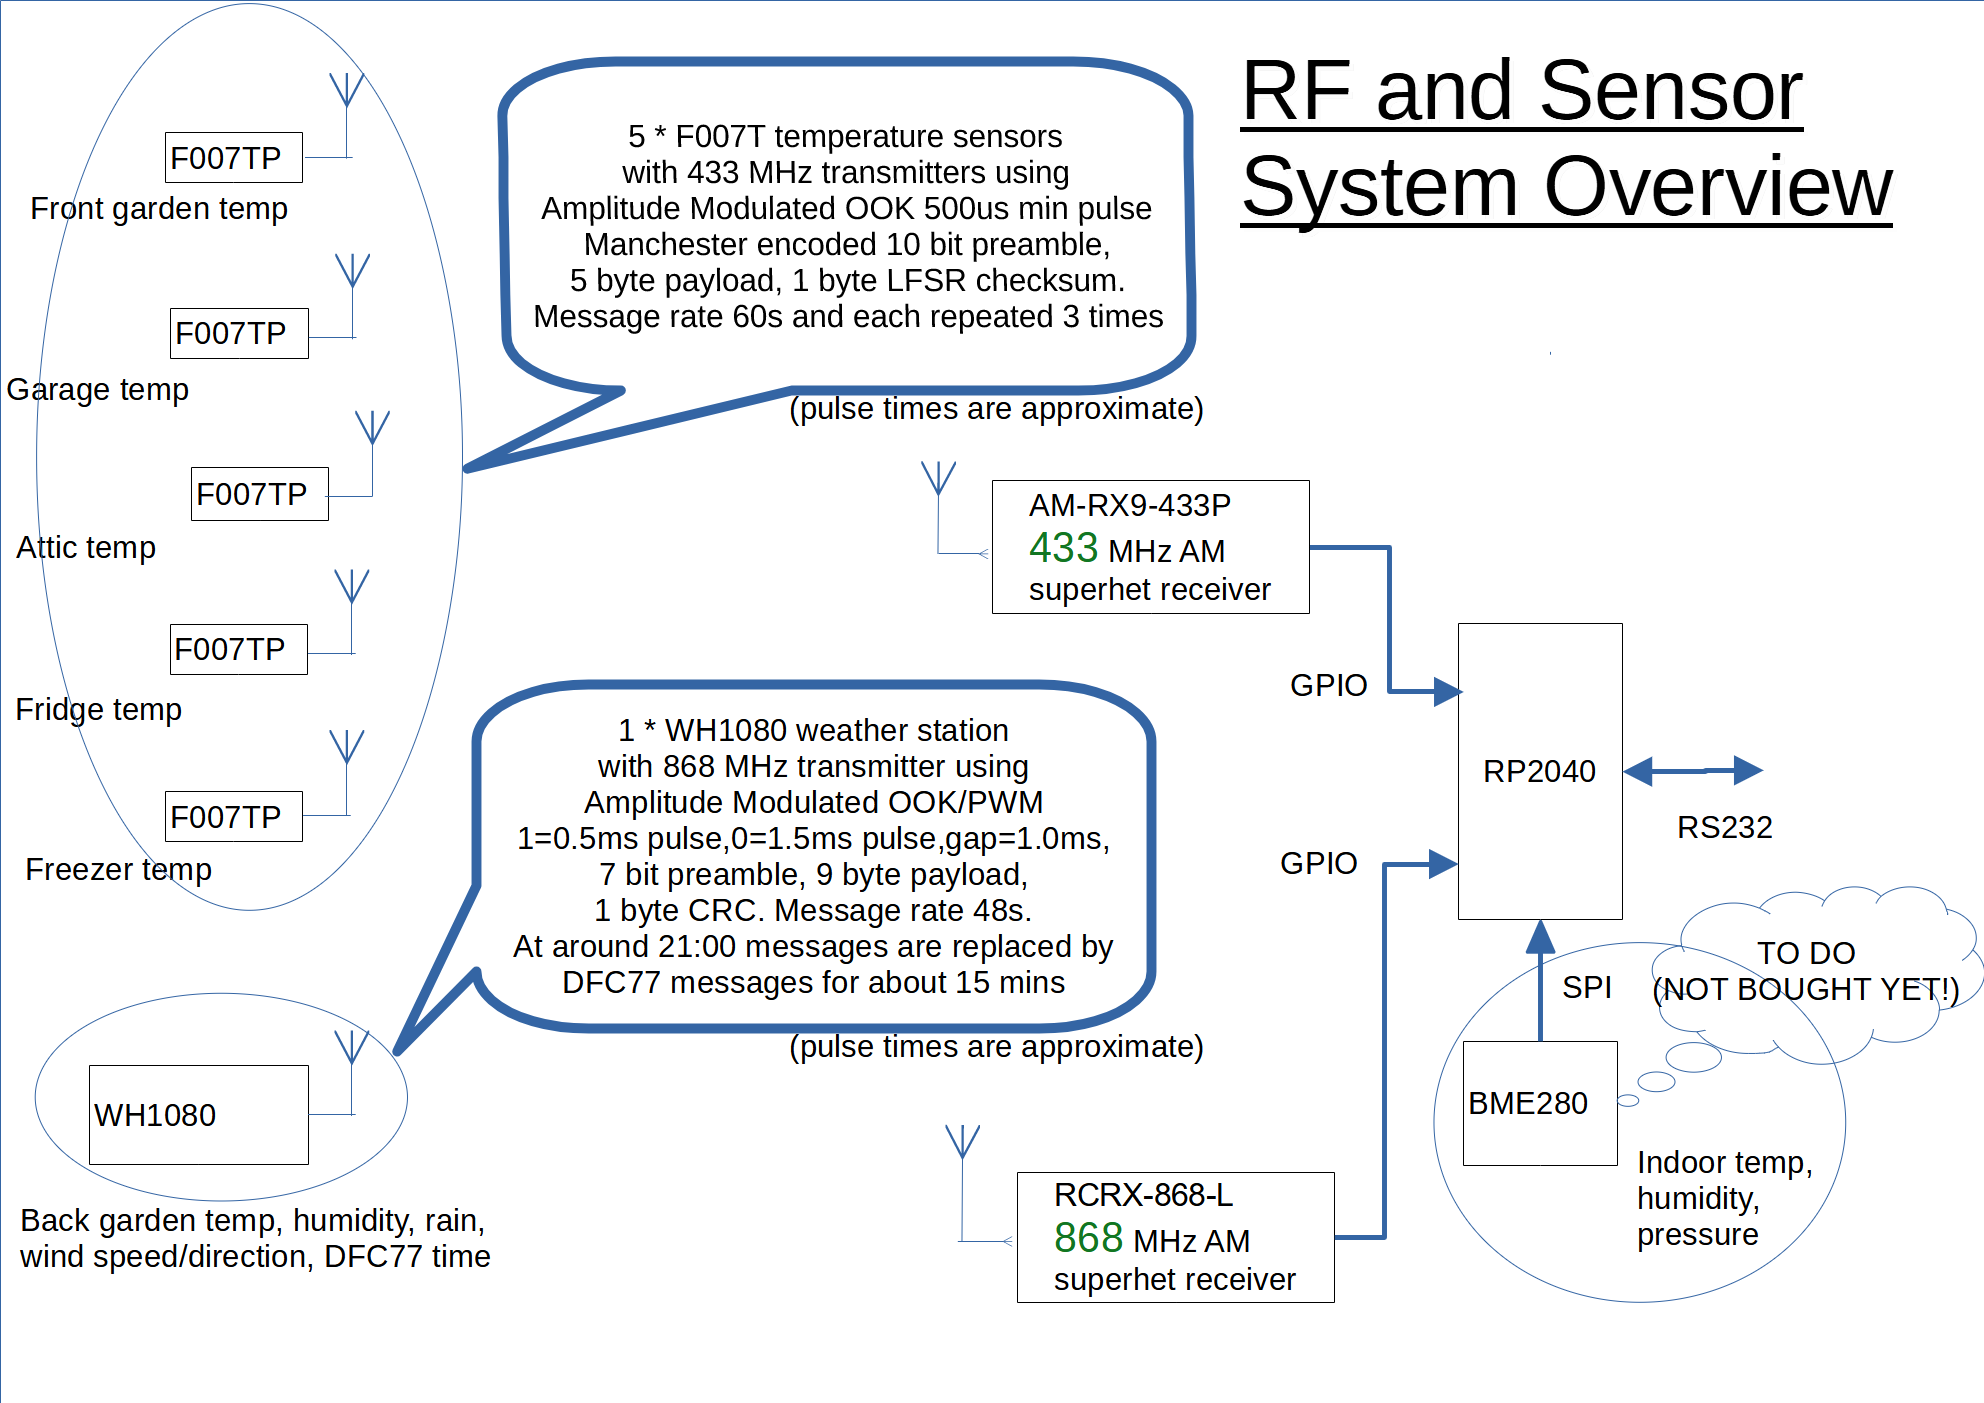 RF and Sensor
System Overview
F007TP
Front garden temp
F007TP
Garage temp
F007TP
Attic temp
F007TP
Fridge temp
F007TP
Freezer temp
5 * F007T temperature sensors
with 433 MHz transmitters using
Amplitude Modulated OOK 500us min pulse
Manchester encoded 10 bit preamble,
5 byte payload, 1 byte LFSR checksum.
Message rate 60s and each repeated 3 times
(pulse times are approximate)
AM-RX9-433P
433 MHz AM
superhet receiver
GPIO
1 * WH1080 weather station
with 868 MHz transmitter using
Amplitude Modulated OOK/PWM
1=0.5ms pulse,0=1.5ms pulse,gap=1.0ms,
7 bit preamble, 9 byte payload,
1 byte CRC. Message rate 48s.
At around 21:00 messages are replaced by
DFC77 messages for about 15 mins
(pulse times are approximate)
RP2040
RS232
GPIO
WH1080
Back garden temp, humidity, rain,
wind speed/direction, DFC77 time
RCRX-868-L
868 MHz AM
superhet receiver
SPI
TO DO
(NOT BOUGHT YET!)
BME280
Indoor temp,
humidity,
pressure